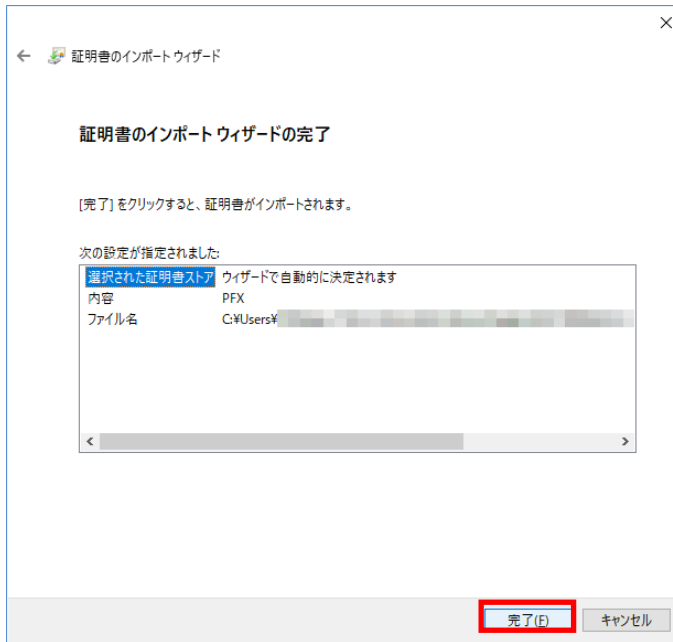 証明書のインポート ウィザード
証明書のインポート ウィザードの完了
[完了] をクリックすると、証明書がインポートされます。
次の設定が指定されました:
選択された証明書ストア ウィザードで自動的に決定されます
内容 PFX
ファイル名 C:¥Users¥
完了(F) キャンセル